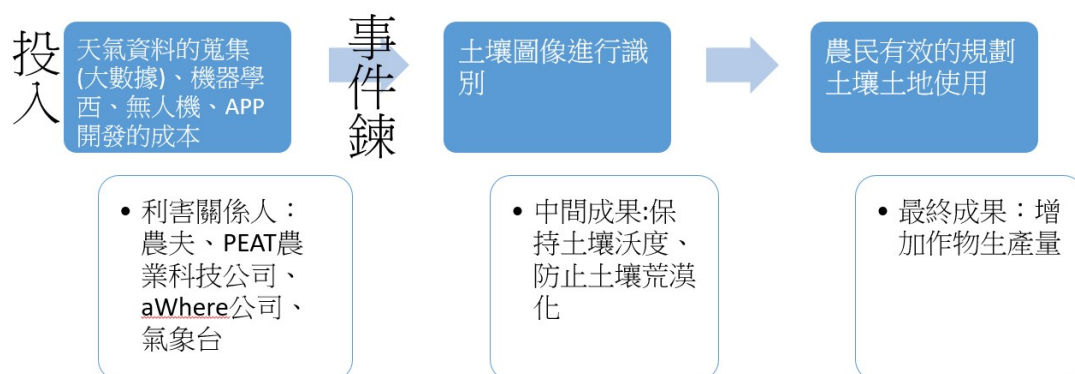 投入
天氣資料的蒐集
(大數據)、機器學
西、無人機、APP
開發的成本
事件鍊
土壤圖像進行識
別
農民有效的規劃
土壤土地使用
• 利害關係人：
農夫、PEAT農
業科技公司、
aWhere公司、
氣象台
• 中間成果:保
持土壤沃度、
防止土壤荒漠
化
• 最終成果：增
加作物生產量